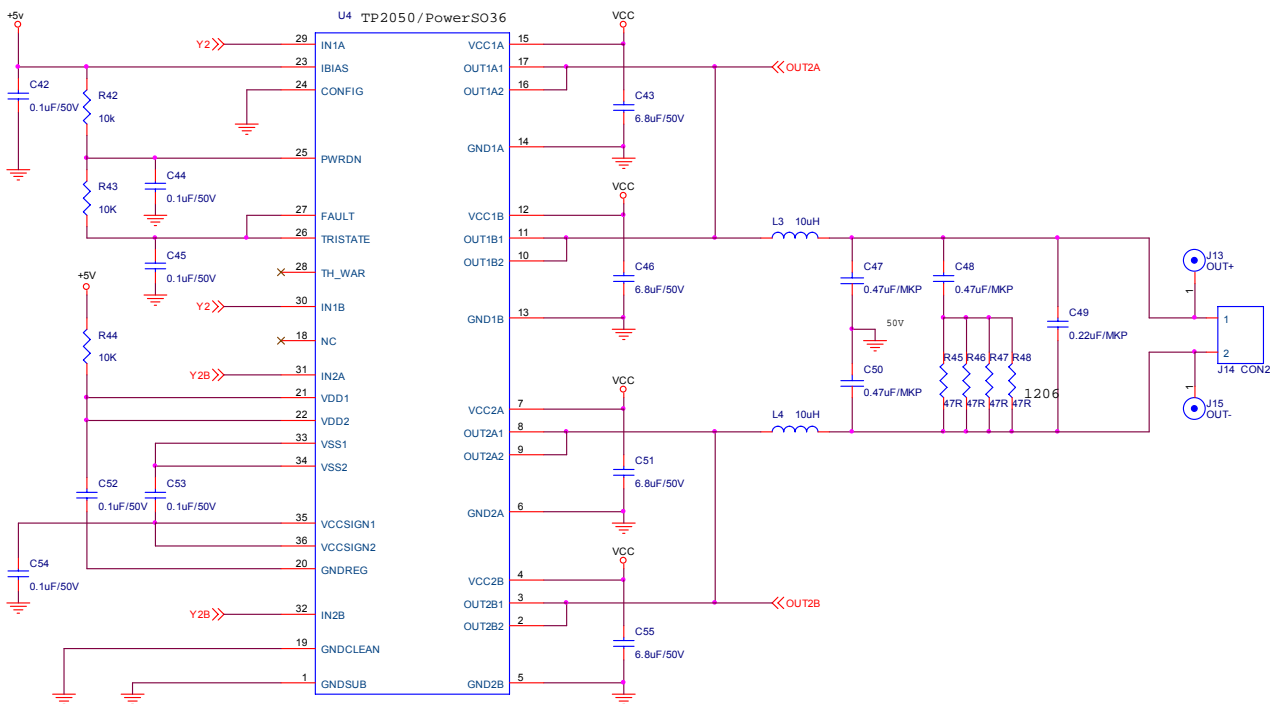 +5v
U4 TP2050/PowerSO36
VCC
Y2 29 IN1A
VCC1A 15
23 IBIAS
OUT1A1 17
OUT2A
24 CONFIG
OUT1A2 16
C42
0.1uF/50V
R42
10k
C43
6.8uF/50V
GND1A 14
25 PWRDN
C44
0.1uF/50V
R43
10K
VCC
27 FAULT
VCC1B 12
26 TRISTATE
OUT1B1 11
L3 10uH
OUT1B2 10
C45
0.1uF/50V
J13
OUT+
1
28 TH_WAR
+5V
C46
6.8uF/50V
C47
0.47uF/MKP
C48
0.47uF/MKP
Y2 30 IN1B
GND1B 13
50V
C49
0.22uF/MKP
1
R44
10K
18 NC
2
J14 CON2
R45 R46 R47 R48
47R 47R 47R 47R
1206
C50
0.47uF/MKP
Y2B 31 IN2A
VCC
1
J15
OUT-
21 VDD1
VCC2A 7
22 VDD2
OUT2A1 8
L4 10uH
33 VSS1
OUT2A2 9
34 VSS2
C51
6.8uF/50V
C52
0.1uF/50V
C53
0.1uF/50V
GND2A 6
35 VCCSIGN1
36 VCCSIGN2
VCC
C54
0.1uF/50V
20 GNDREG
VCC2B 4
Y2B 32 IN2B
OUT2B1 3
OUT2B
OUT2B2 2
19 GNDCLEAN
C55
6.8uF/50V
1 GNDSUB
GND2B 5